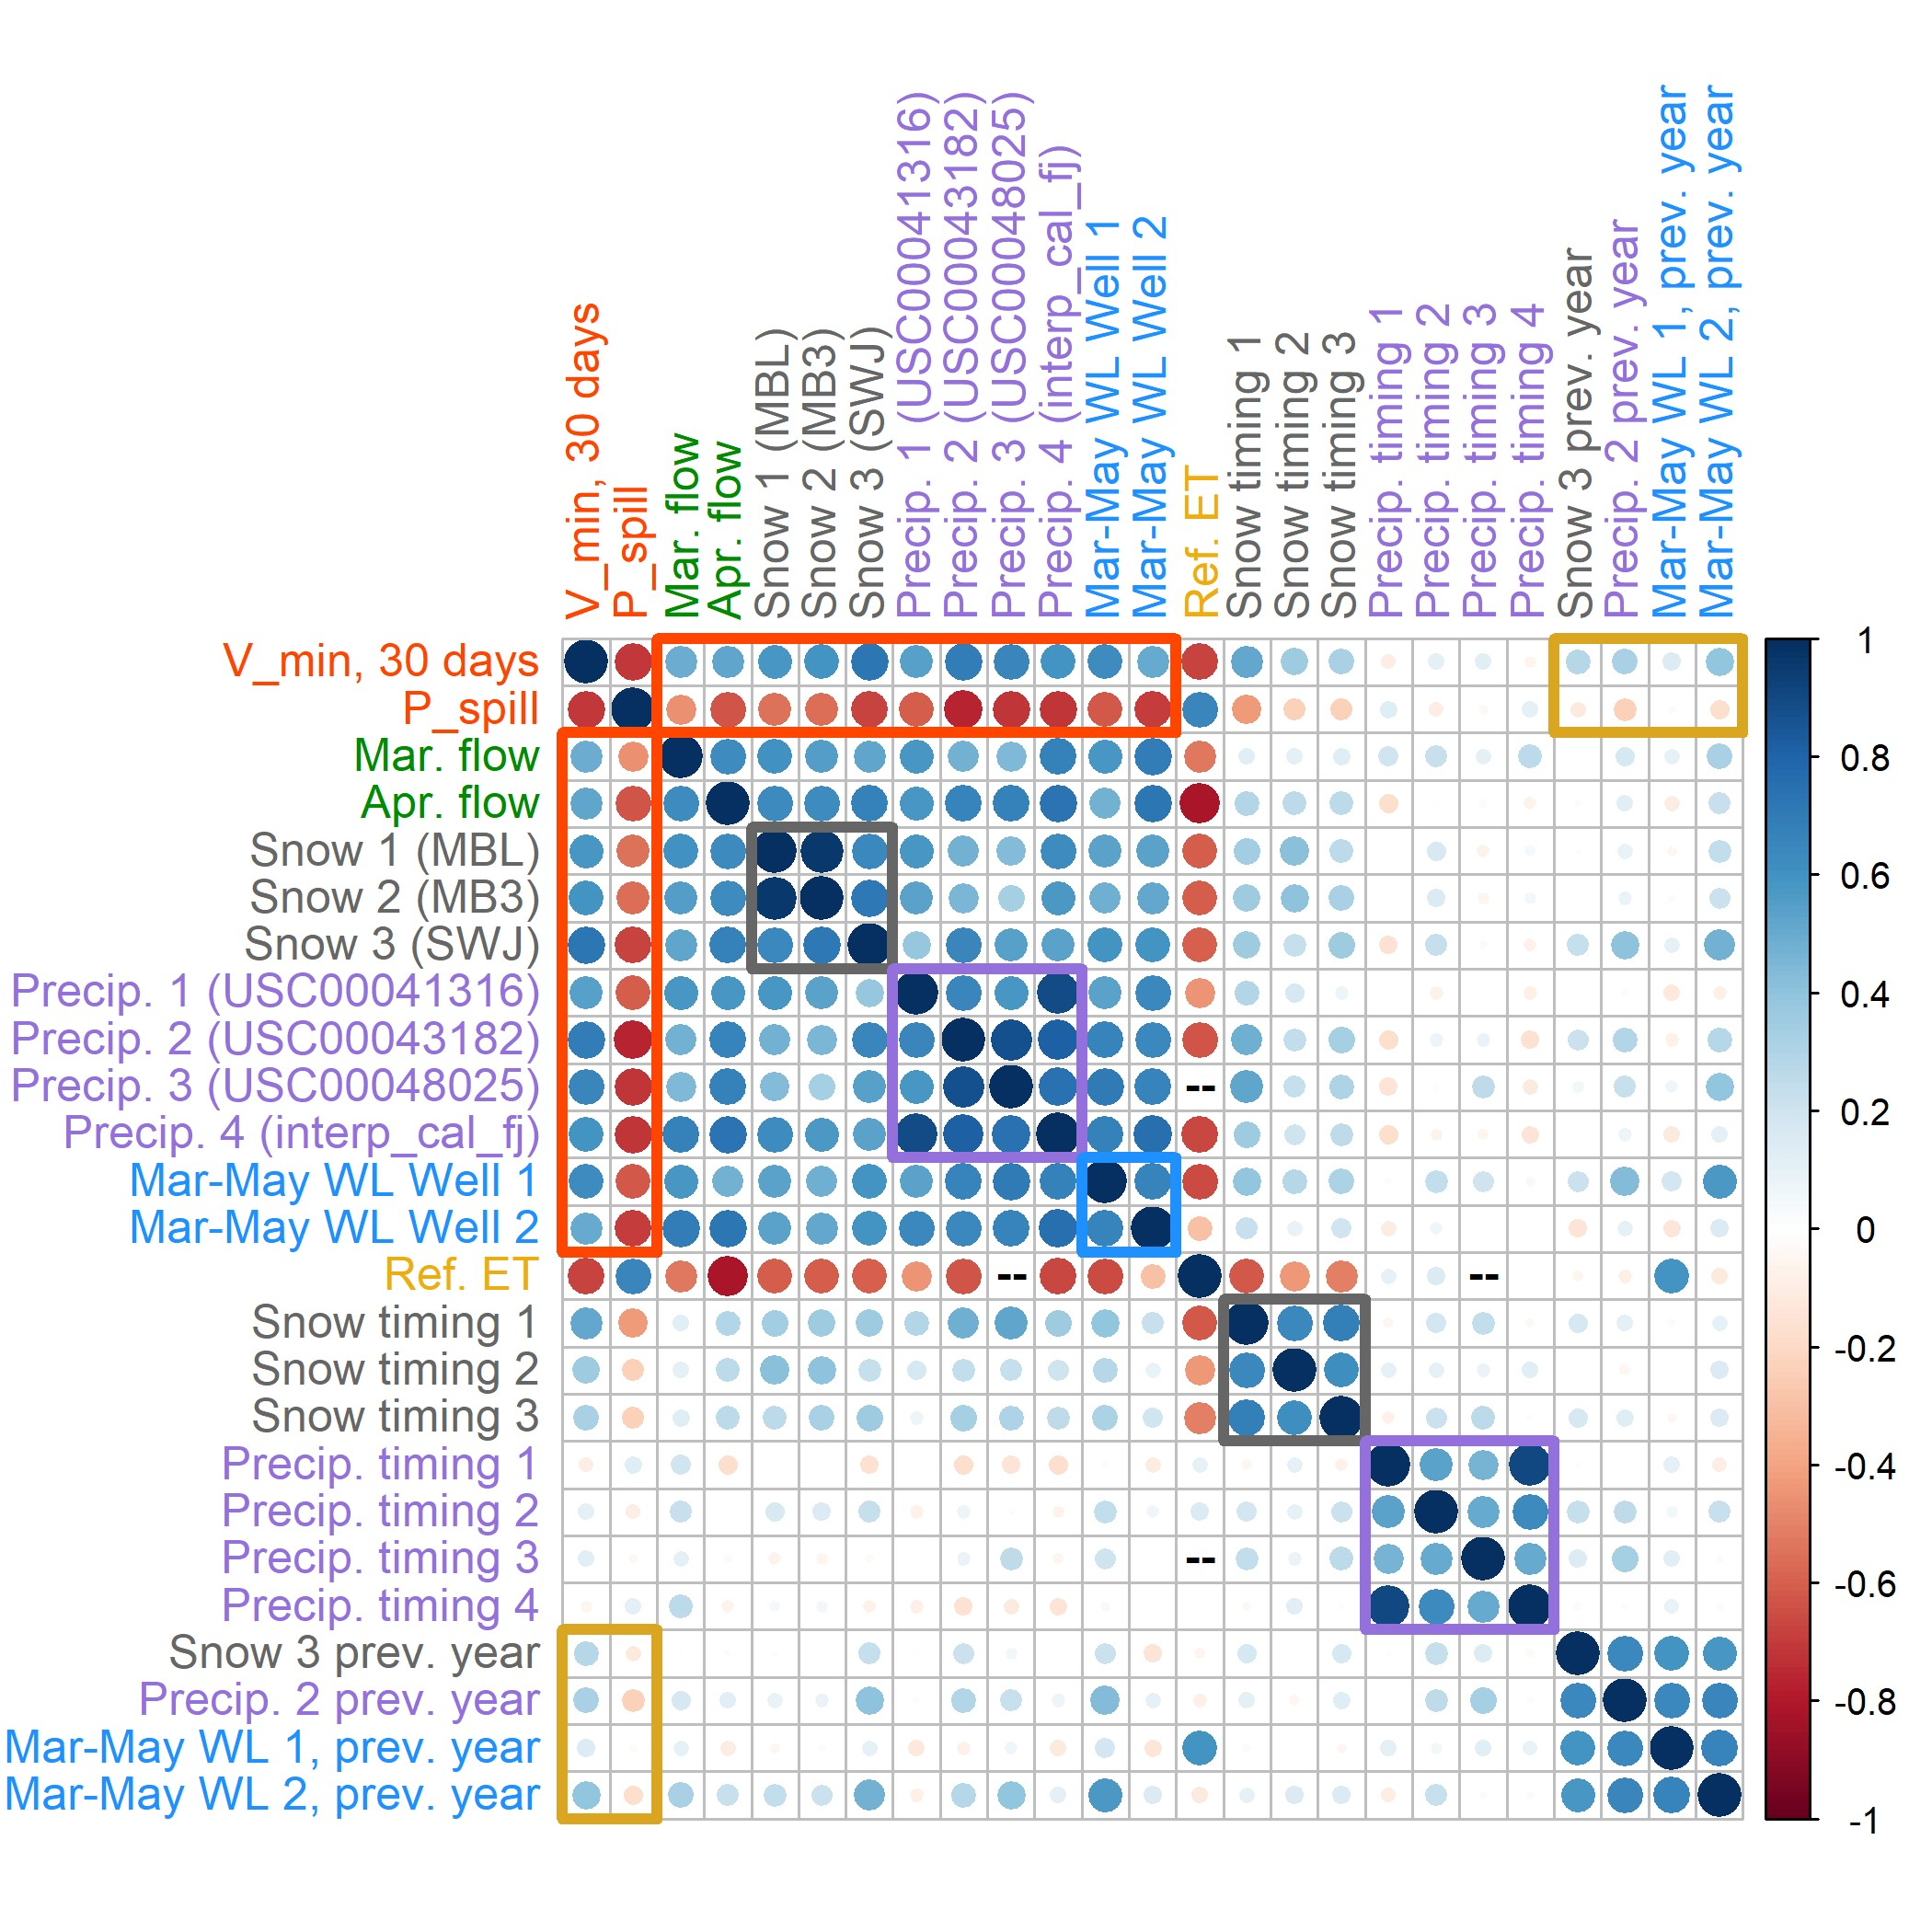 V_min, 30 days
P_spill
Mar. flow
Apr. flow
Snow 1 (MBL)
Snow 2 (MB3)
Snow 3 (SWJ)
Precip. 1 (USC00041316)
Precip. 2 (USC00043182)
Precip. 3 (USC00048025)
Precip. 4 (interp_cal_fj)
Mar-May WL Well 1
Mar-May WL Well 2
Ref. ET
Snow timing 1
Snow timing 2
Snow timing 3
Precip. timing 1
Precip. timing 2
Precip. timing 3
Precip. timing 4
Snow 3 prev. year
Precip. 2 prev. year
Mar-May WL 1, prev. year
Mar-May WL 2, prev. year
V_min, 30 days
P_spill
Mar. flow
Apr. flow
Snow 1 (MBL)
Snow 2 (MB3)
Snow 3 (SWJ)
Precip. 1 (USC00041316)
Precip. 2 (USC00043182)
Precip. 3 (USC00048025)
--
Precip. 4 (interp_cal_fj)
Mar-May WL Well 1
Mar-May WL Well 2
Ref. ET
-- --
Snow timing 1
Snow timing 2
Snow timing 3
Precip. timing 1
Precip. timing 2
Precip. timing 3
--
Precip. timing 4
Snow 3 prev. year
Precip. 2 prev. year
Mar-May WL 1, prev. year
Mar-May WL 2, prev. year
1
0.8
0.6
0.4
0.2
0
-0.2
-0.4
-0.6
-0.8
-1